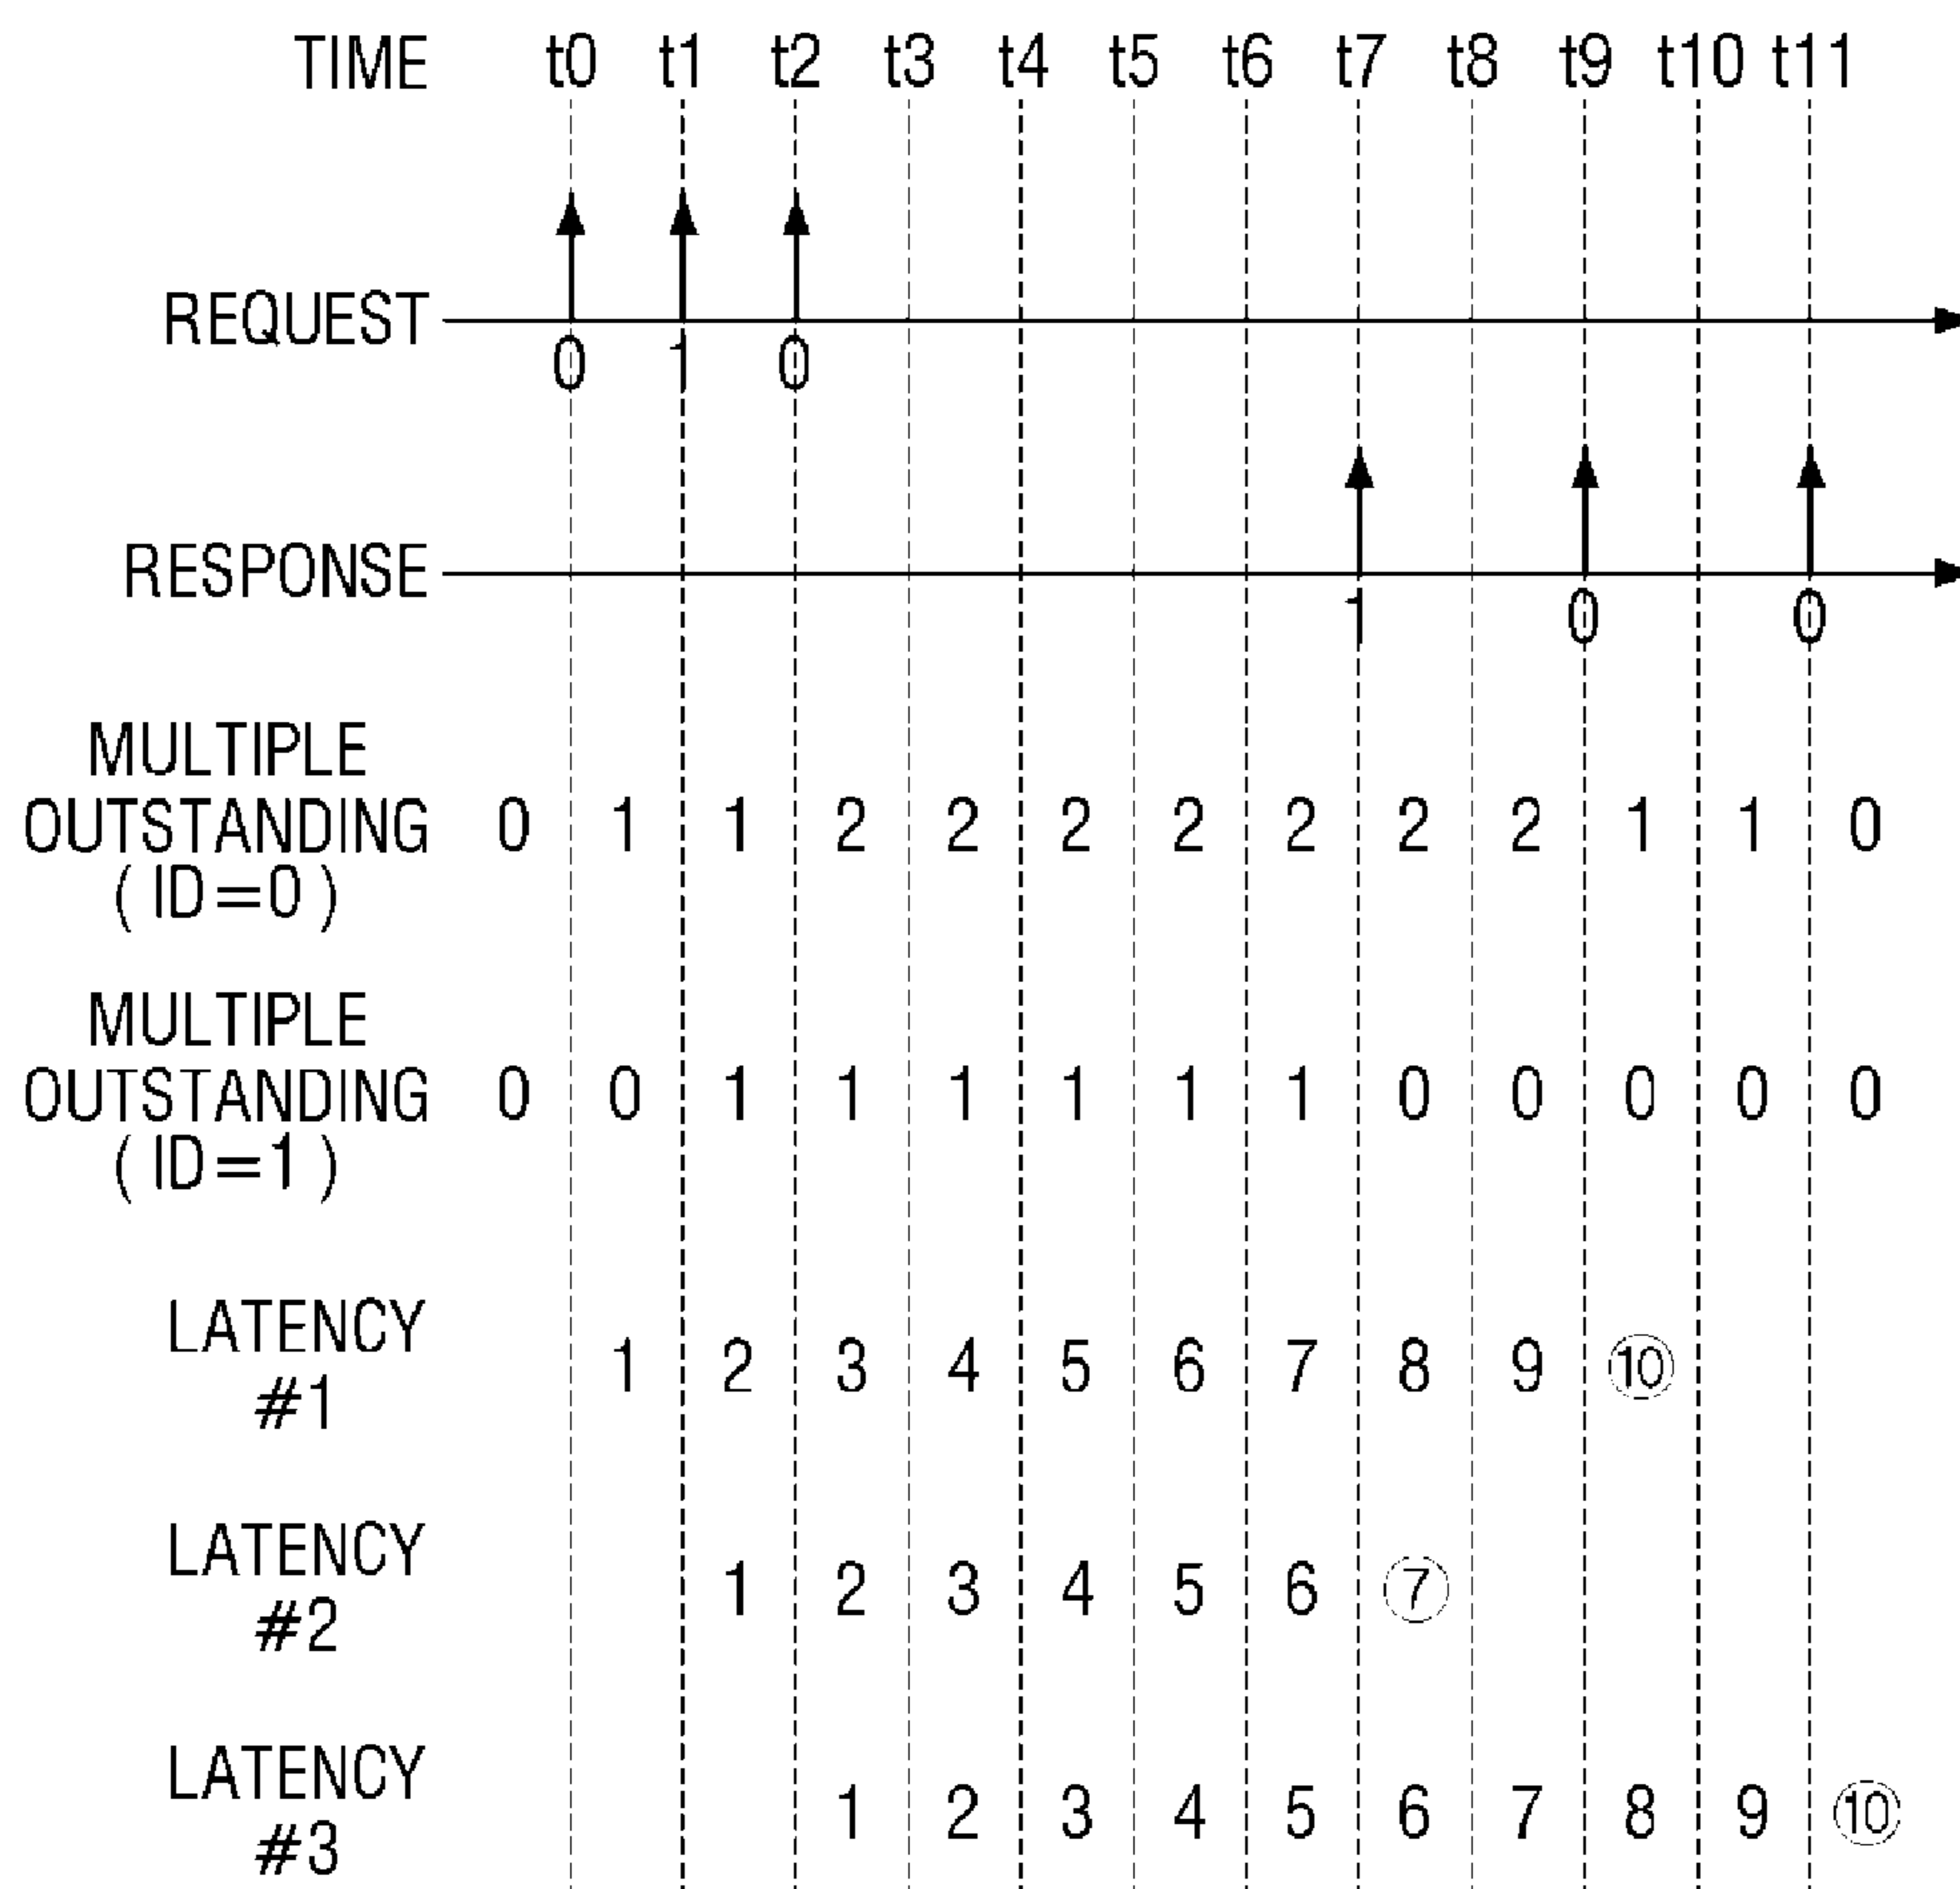 TIME t0 t1 t2 t3 t4 t5 t6 t7 t8 t9 t10 t11
REQUEST
0 1 0
RESPONSE
1 0 0
MULTIPLE
OUTSTANDING 0 1 1 2 2 2 2 2 2 2 1 1 0
(ID=0)
MULTIPLE
OUTSTANDING 0 0 1 1 1 1 1 1 0 0 0 0 0
(ID=1)
LATENCY 1 2 3 4 5 6 7 8 9 10
#1
LATENCY 1 2 3 4 5 6 7
#2
LATENCY 1 2 3 4 5 6 7 8 9 10
#3